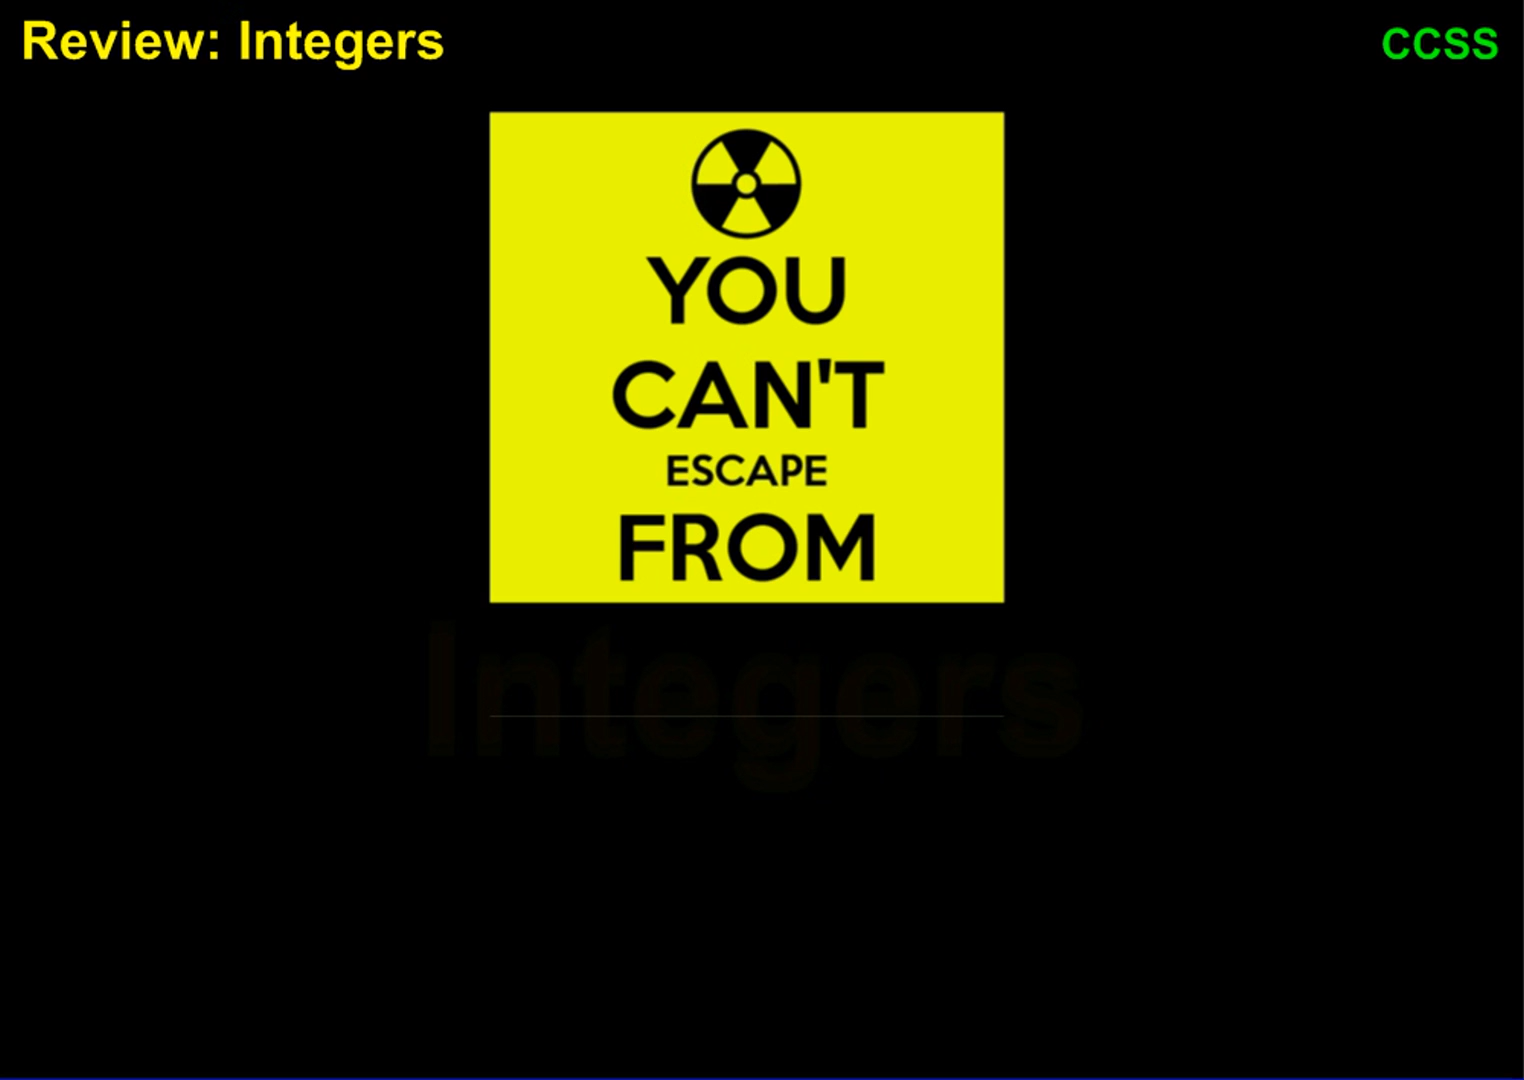 Review: Integers
CCSS
YOU
CAN'T
ESCAPE
FROM
Integers